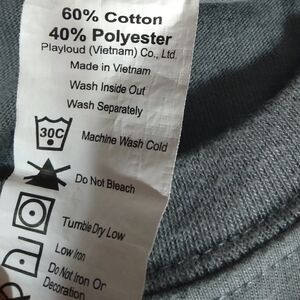 60% Cotton
40% Polyester
Playloud (Vietnam) Co., Ltd.
Made in Vietnam
Wash Inside Out
Wash Separately
30C
Machine Wash Cold
Do Not Bleach
Tumble Dry Low
Low Iron
Do Not Iron Or
Decoration
P